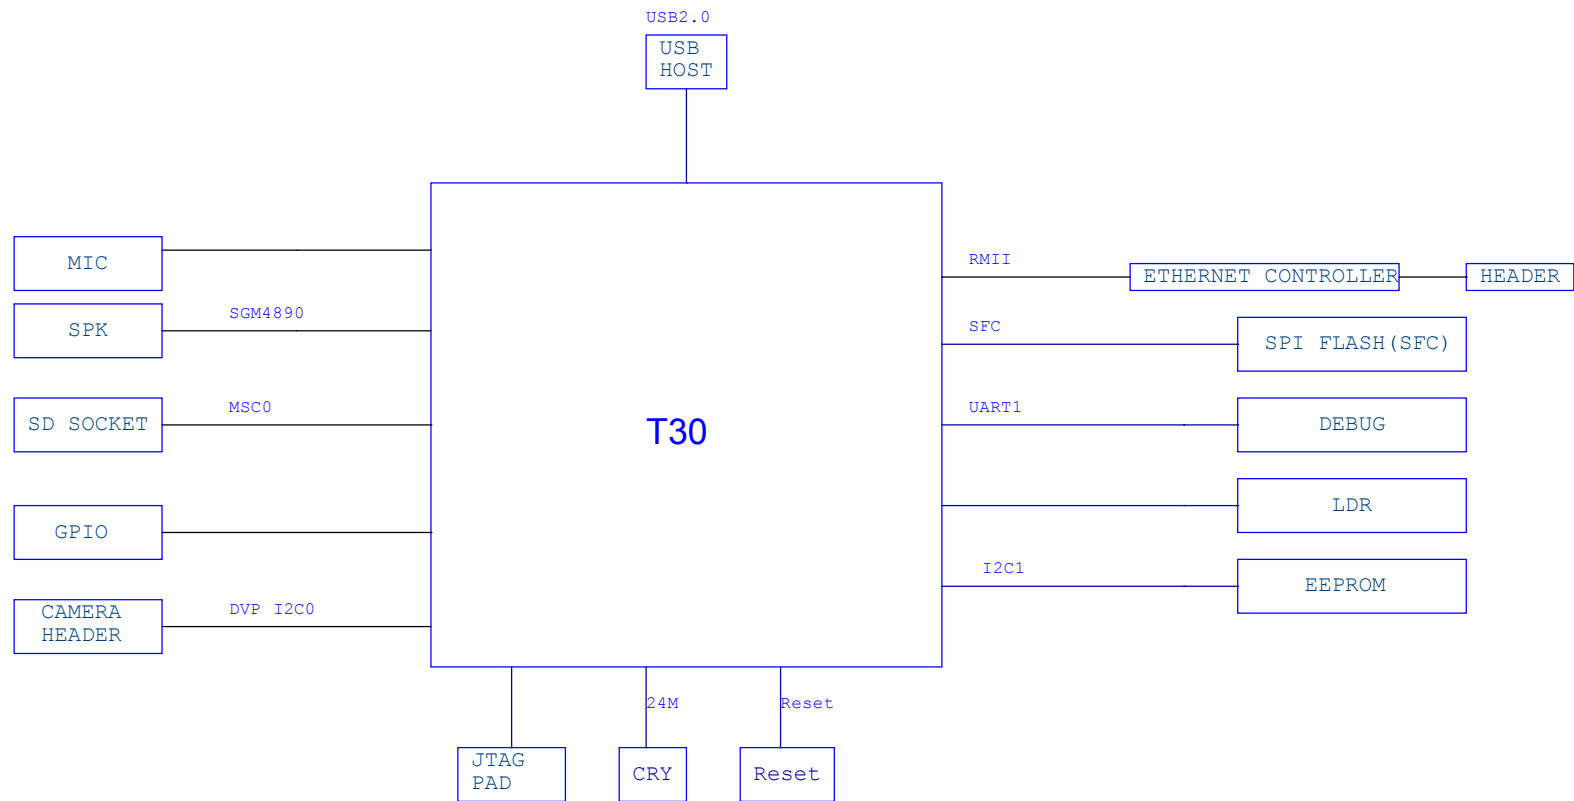 USB2.0
USB
HOST
MIC
RMII
ETHERNET CONTROLLER
HEADER
SPK
SGM4890
SFC
SPI FLASH(SFC)
SD SOCKET
MSC0
T30
UART1
DEBUG
GPIO
LDR
I2C1
EEPROM
CAMERA
HEADER
DVP I2C0
24M
Reset
JTAG
PAD
CRY
Reset